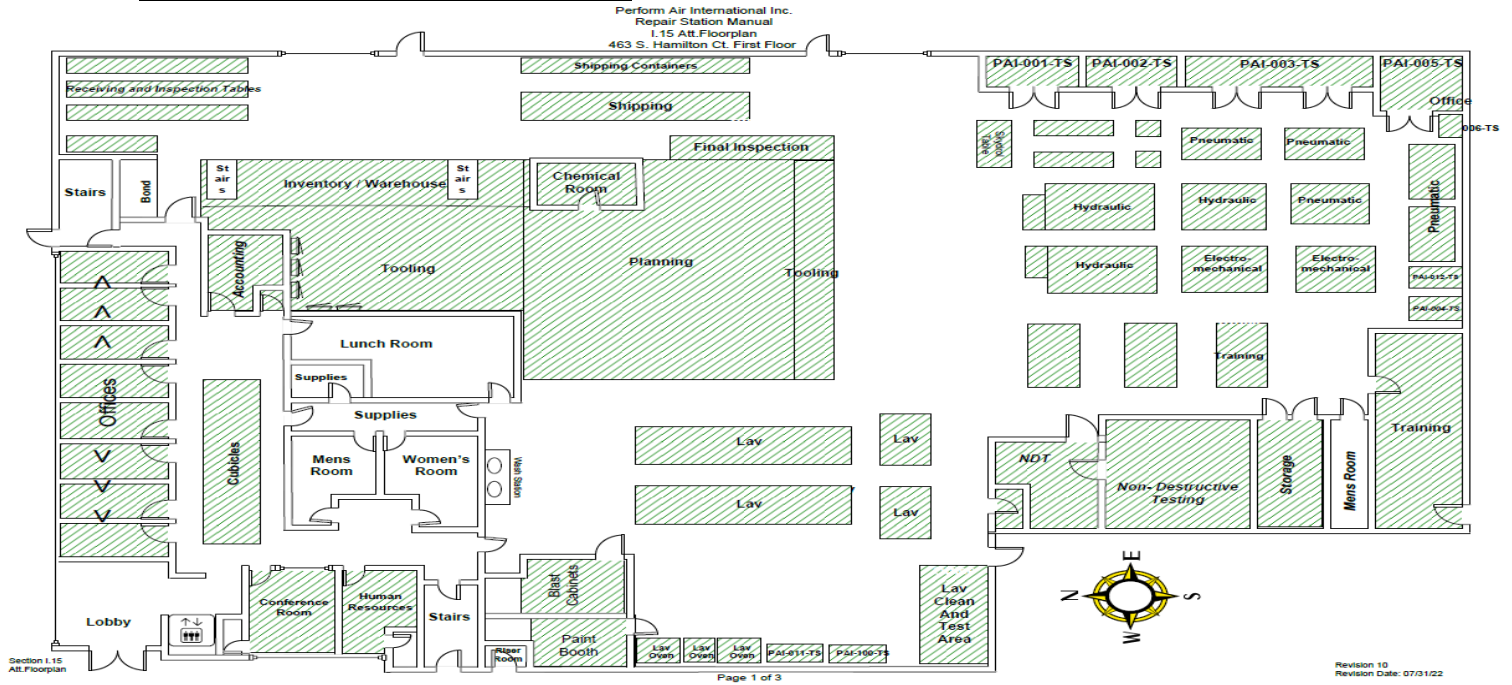 Perform Air International Inc.
Repair Station Manual
I.15 Att.Floorplan
463 S. Hamilton Ct. First Floor
Receiving and Inspection Tables
Shipping Containers
Shipping
PAI-001-TS
PAI-002-TS
PAI-003-TS
PAI-005-TS
Office
006-TS
Skydrol
Table
Pneumatic
Pneumatic
Final Inspection
Stairs
Bond
St
air
s
Inventory / Warehouse
St
air
s
Chemical
Room
Hydraulic
Hydraulic
Pneumatic
Pneumatic
Accounting
Tooling
Planning
Tooling
Hydraulic
Electro-
mechanical
Electro-
mechanical
PAI-012-TS
PAI-004-TS
<
<
<
Offices
>
>
>
Lunch Room
Supplies
Supplies
Training
Cubicles
Mens
Room
Women's
Room
Wash Station
Lav
Lav
Lav
Lav
NDT
Non- Destructive
Testing
Storage
Mens Room
Training
Blast
Cabinets
Paint
Booth
Lav
Clean
And
Test
Area
N
E
S
W
Lobby
Conference
Room
Human
Resources
Stairs
Riser
Room
Lav
Oven
Lav
Oven
Lav
Oven
PAI-011-TS
PAI-100-TS
Section I.15
Att.Floorplan
Page 1 of 3
Revision 10
Revision Date: 07/31/22